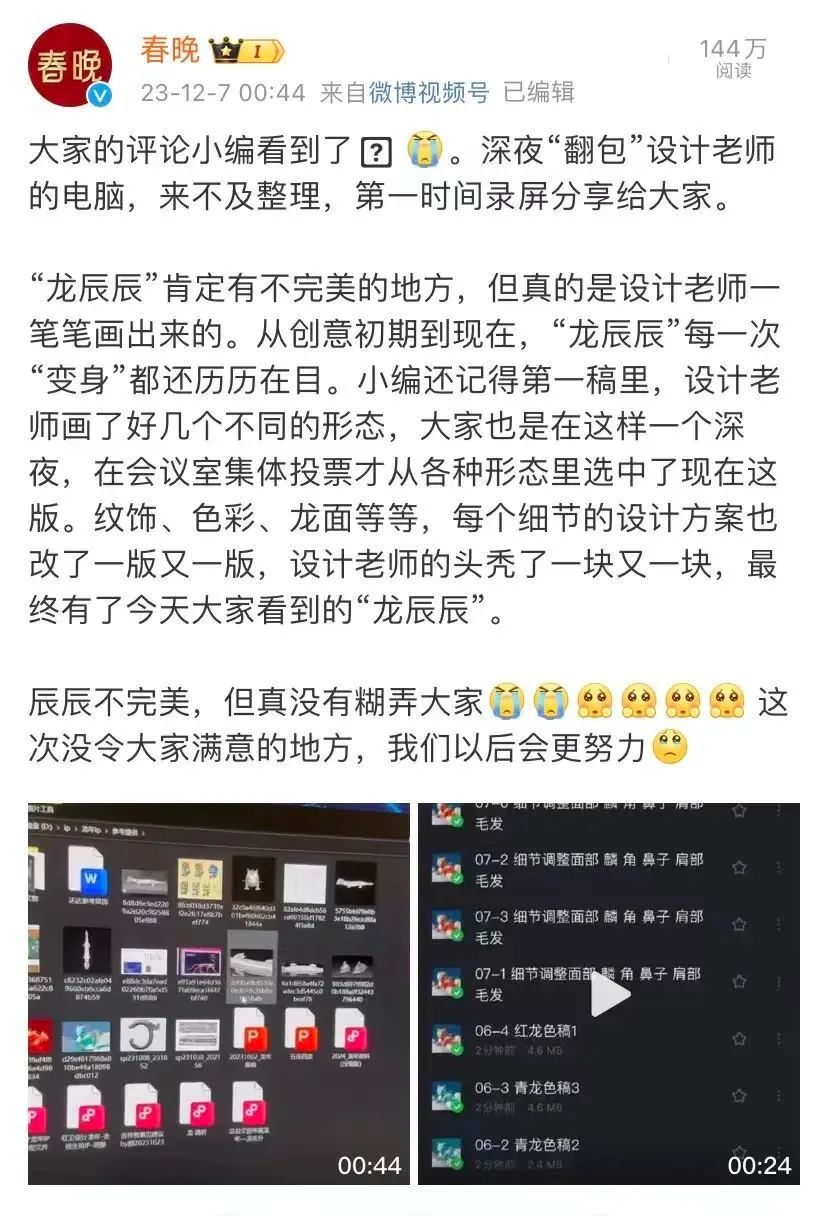 春晚
春晚
I
144万
阅读
23-12-7 00:44 来自微博视频号 已编辑
大家的评论小编看到了。深夜“翻包”设计老师
的电脑，来不及整理，第一时间录屏分享给大家。
“龙辰辰”肯定有不完美的地方，但真的是设计老师一
笔笔画出来的。从创意初期到现在，“龙辰辰”每一次
“变身”都还历历在目。小编还记得第一稿里，设计老
师画了好几个不同的形态，大家也是在这样一个深
夜，在会议室集体投票才从各种形态里选中了现在这
版。纹饰、色彩、龙面等等，每个细节的设计方案也
改了一版又一版，设计老师的头秃了一块又一块，最
终有了今天大家看到的“龙辰辰”。
辰辰不完美，但真没有糊弄大家 这
次没令大家满意的地方，我们以后会更努力
00:44
毛发
07-2 细节调整面部 麟 角 鼻子 肩部
毛发
07-3 细节调整面部 麟 角 鼻子 肩部
毛发
07-1 细节调整面部 麟 角 鼻子 肩部
毛发
06-4 红龙色稿1
2分钟前 4.6 MB
06-3 青龙色稿3
2分钟前 4.6 MB
06-2 青龙色稿2
2分钟前 2.4 MB
00:24